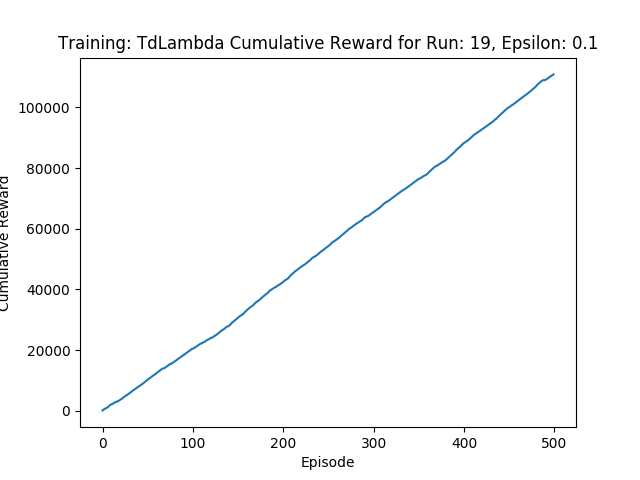 Training: TdLambda Cumulative Reward for Run: 19, Epsilon: 0.1
Cumulative Reward
100000
80000
60000
40000
20000
0
0 100 200 300 400 500
Episode